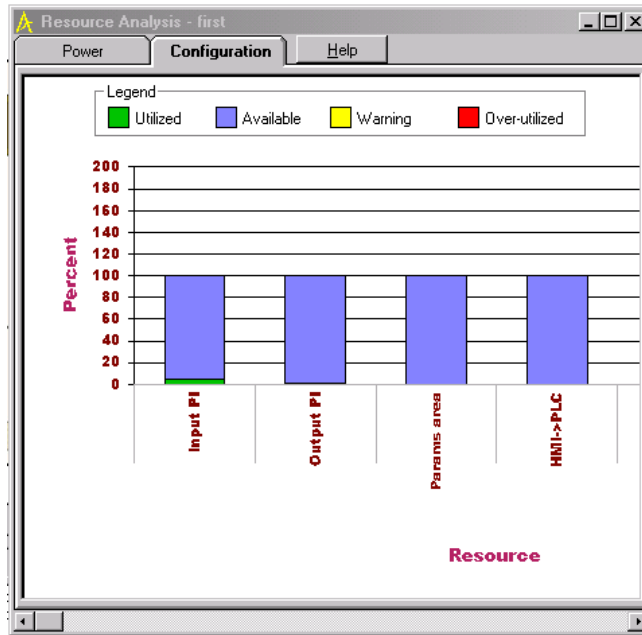 Resource Analysis - first
Power Configuration Help
Legend
Utilized Available Warning Over-utilized
200
180
160
140
120
100
80
60
40
20
0
Percent
Input PI
Output PI
Params area
HMI->PLC
Resource